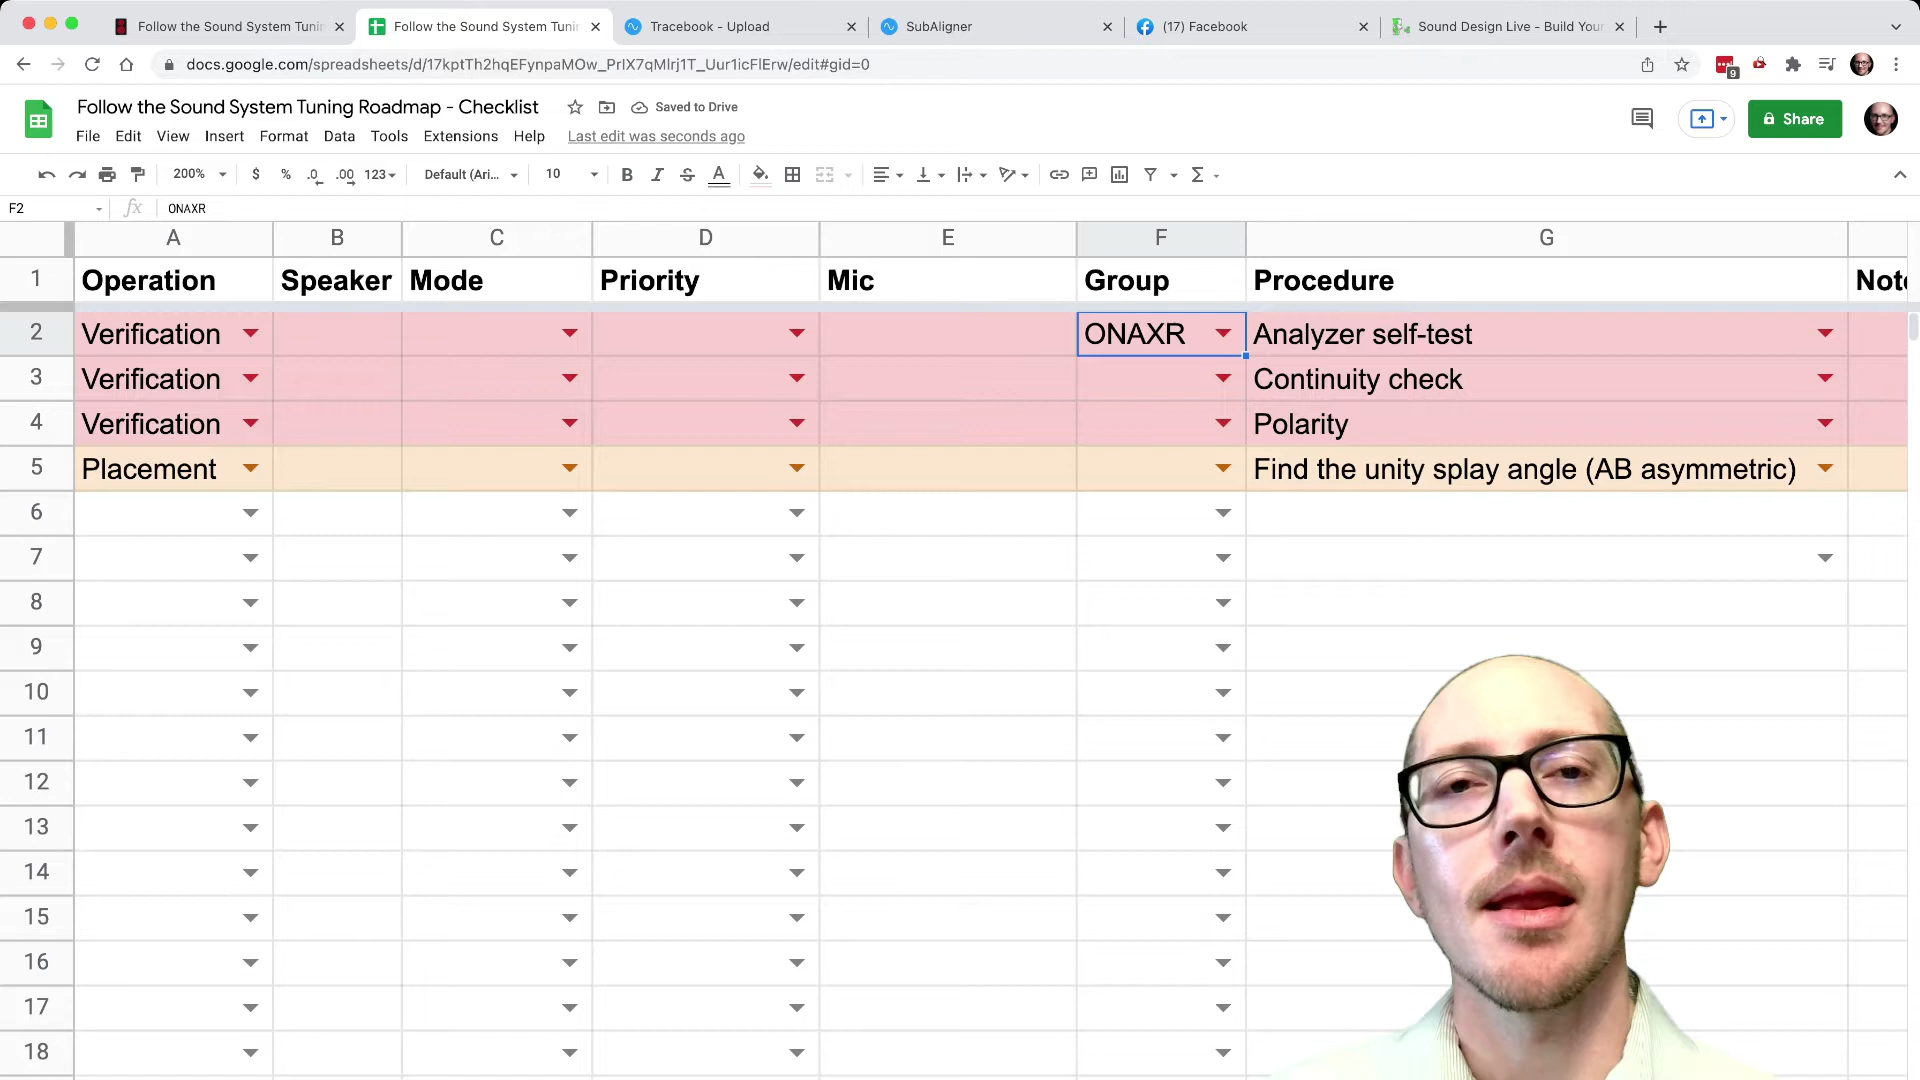 Follow the Sound System Tunin
Follow the Sound System Tunin
Tracebook - Upload
SubAligner
(17) Facebook
Sound Design Live - Build Your
docs.google.com/spreadsheets/d/17kptTh2hqEFynpaMOw_PrIX7qMlrj1T_Uur1icFlErw/edit#gid=0
9
Follow the Sound System Tuning Roadmap - Checklist
Saved to Drive
File Edit View Insert Format Data Tools Extensions Help Last edit was seconds ago
Share
200% $ % .0 .00 123 Default (Ari... 10 B I S A
F2 fx ONAXR
A B C D E F G
1 Operation Speaker Mode Priority Mic Group Procedure Note
2 Verification ONAXR Analyzer self-test
3 Verification Continuity check
4 Verification Polarity
5 Placement Find the unity splay angle (AB asymmetric)
6
7
8
9
10
11
12
13
14
15
16
17
18